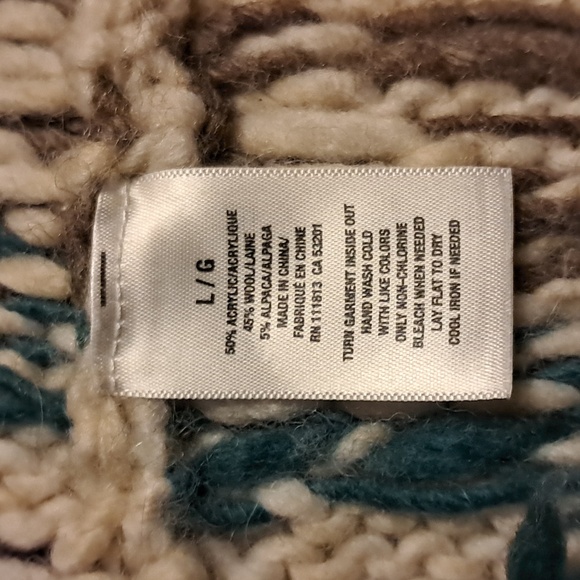 L / G
50% ACRYLIC/ACRYLIQUE
45% WOOL/LAINE
5% ALPACA/ALPAGA
MADE IN CHINA/
FABRIQUÉ EN CHINE
RN 111813 CA 53201
TURN GARMENT INSIDE OUT
HAND WASH COLD
WITH LIKE COLORS
ONLY NON-CHLORINE
BLEACH WHEN NEEDED
LAY FLAT TO DRY
COOL IRON IF NEEDED